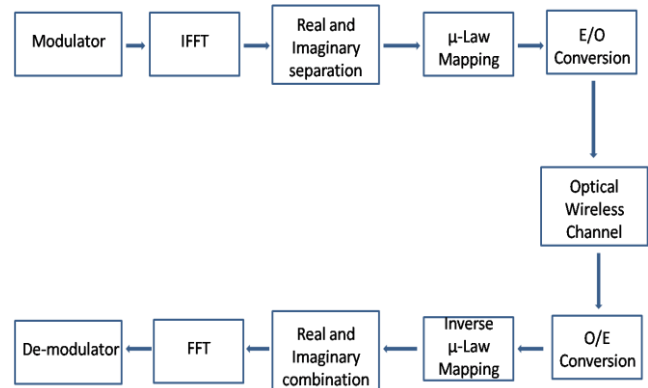 Modulator
IFFT
Real and
Imaginary
separation
µ-Law
Mapping
E/O
Conversion
Optical
Wireless
Channel
De-modulator
FFT
Real and
Imaginary
combination
Inverse
µ-Law
Mapping
O/E
Conversion